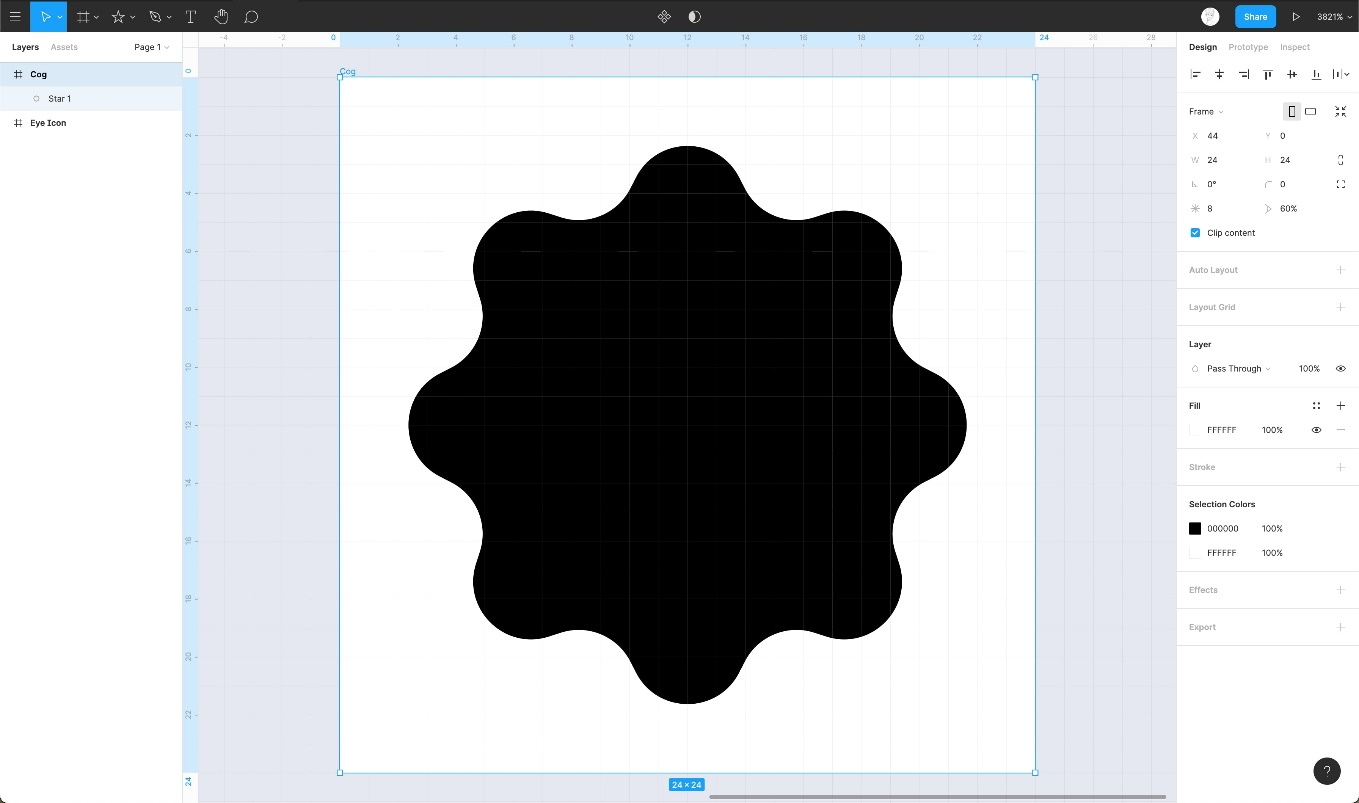 Share
3821%
Layers
Assets
Page 1
Cog
Star 1
Eye Icon
-4
-2
0
2
4
6
8
10
12
14
16
18
20
22
24
26
28
0
2
4
6
8
10
12
14
16
18
20
22
24
Cog
24 × 24
Design
Prototype
Inspect
Frame
X 44
Y 0
W 24
H 24
0°
0
8
60%
Clip content
Auto Layout
Layout Grid
Layer
Pass Through
100%
Fill
FFFFFF 100%
Stroke
Selection Colors
000000 100%
FFFFFF 100%
Effects
Export
?